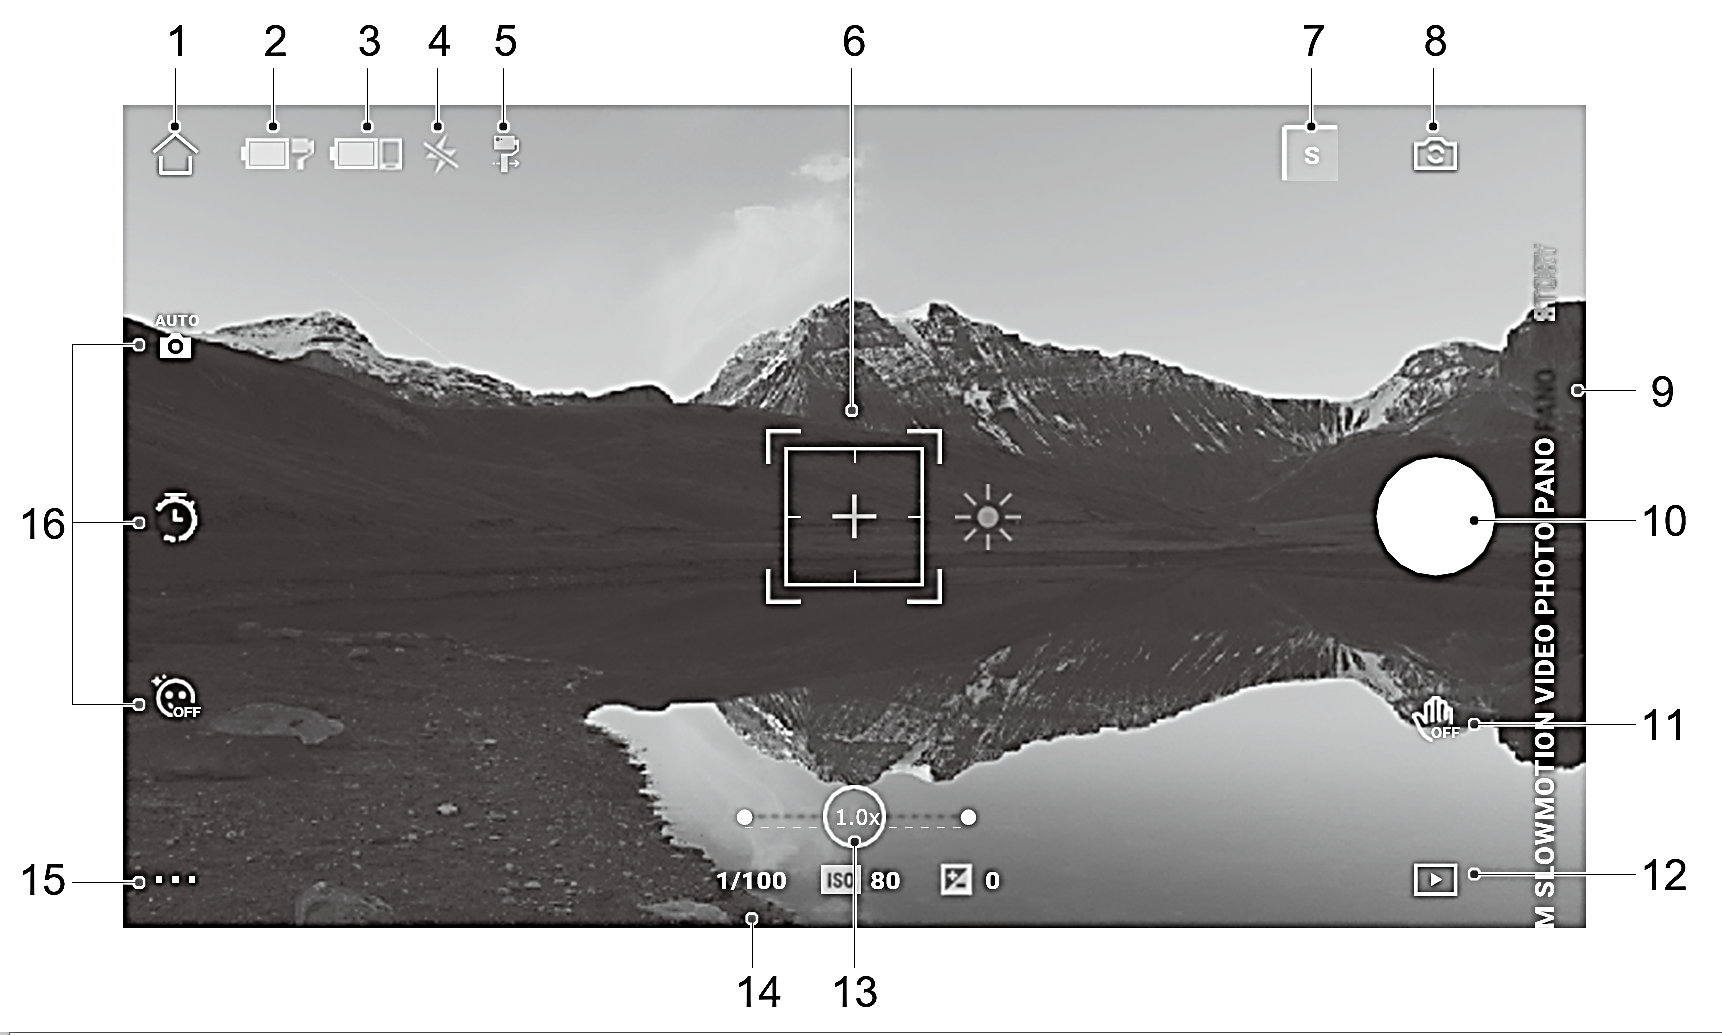 1 2 3 4 5 6 7 8
S
AUTO
STORY
PANO
9
16
10
OFF
OFF
11
M SLOWMOTION VIDEO PHOTO PANO
1.0x
15
1/100 ISO 80 0
12
14 13